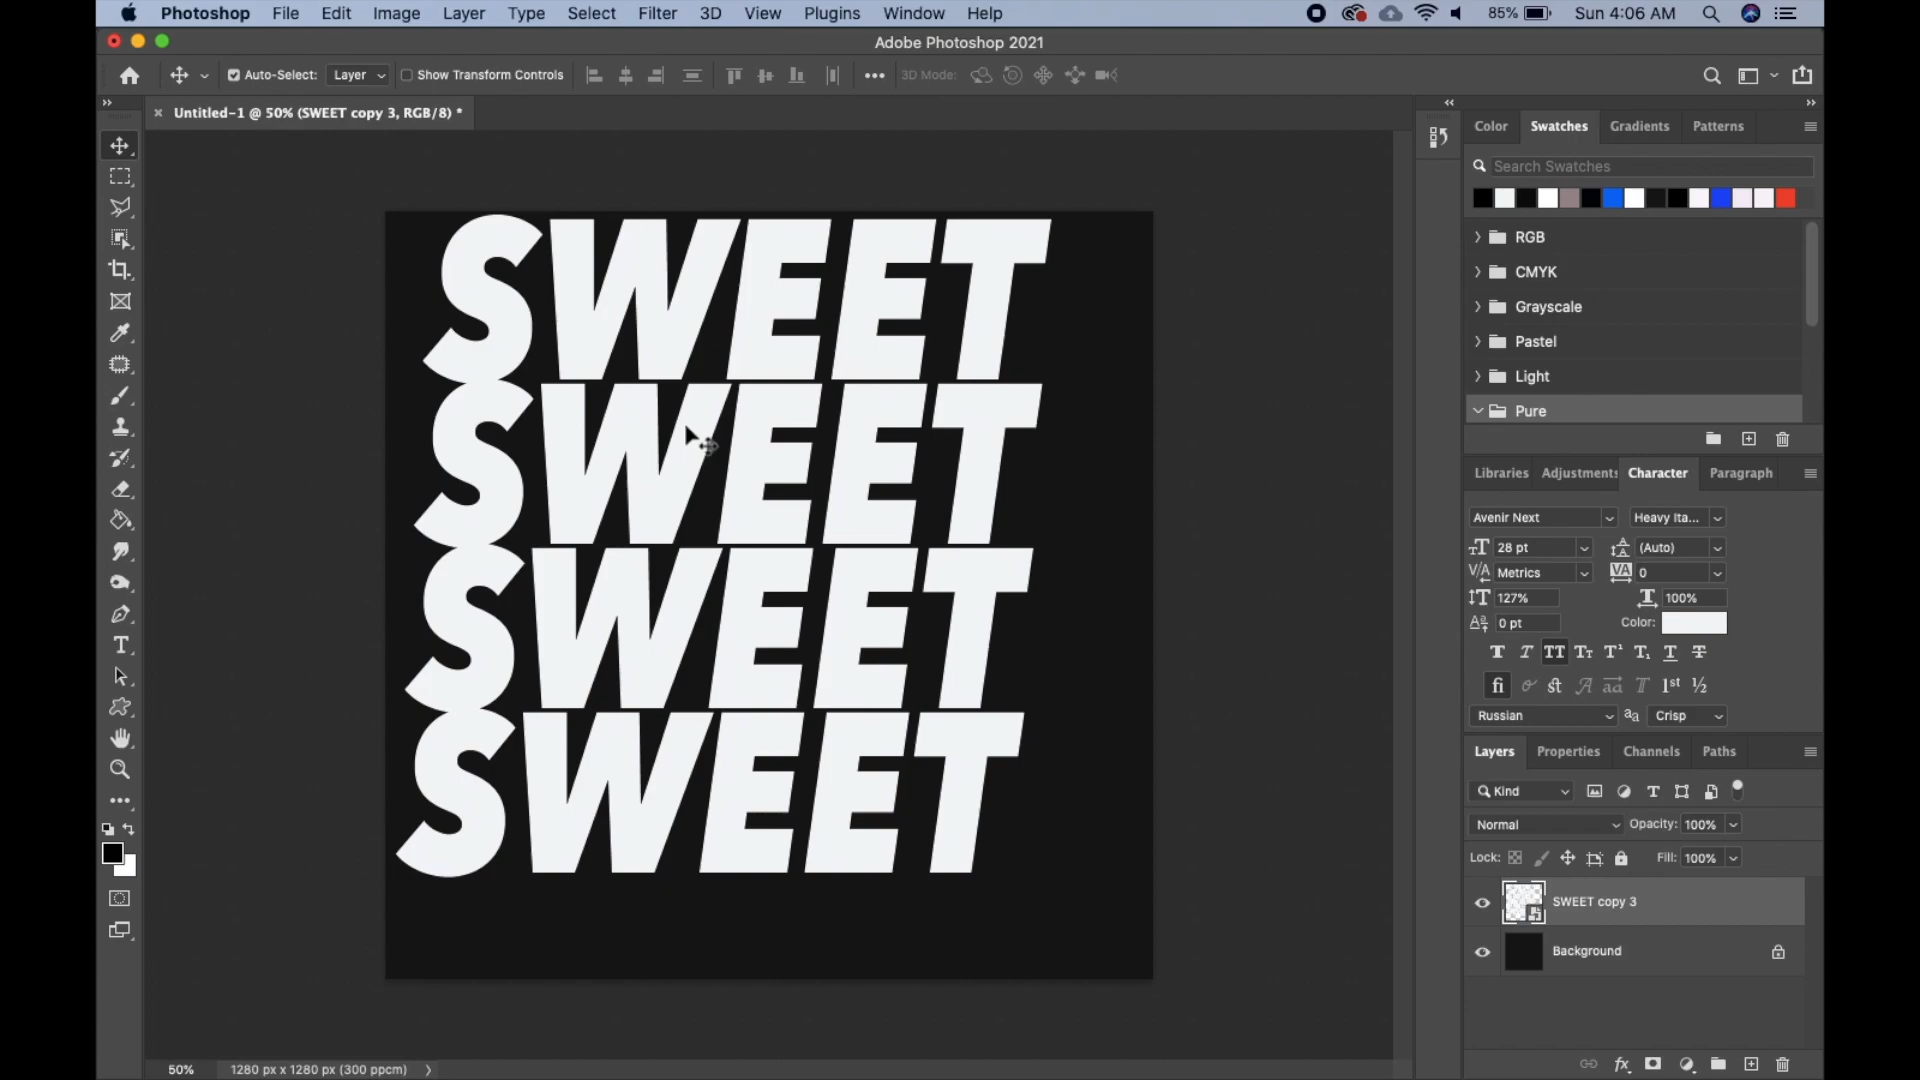 Photoshop File Edit Image Layer Type Select Filter 3D View Plugins Window Help 85% Sun 4:06 AM
Adobe Photoshop 2021
Auto-Select: Layer Show Transform Controls 3D Mode:
Untitled-1 @ 50% (SWEET copy 3, RGB/8) *
Color Swatches Gradients Patterns
Search Swatches
RGB
CMYK
Grayscale
Pastel
Light
Pure
SWEET
SWEET
SWEET
SWEET
Libraries Adjustments Character Paragraph
Avenir Next Heavy Ita...
28 pt (Auto)
Metrics 0
127% 100%
0 pt Color:
Russian Crisp
Layers Properties Channels Paths
Kind
Normal Opacity: 100%
Lock: Fill: 100%
SWEET copy 3
Background
50% 1280 px x 1280 px (300 ppcm)